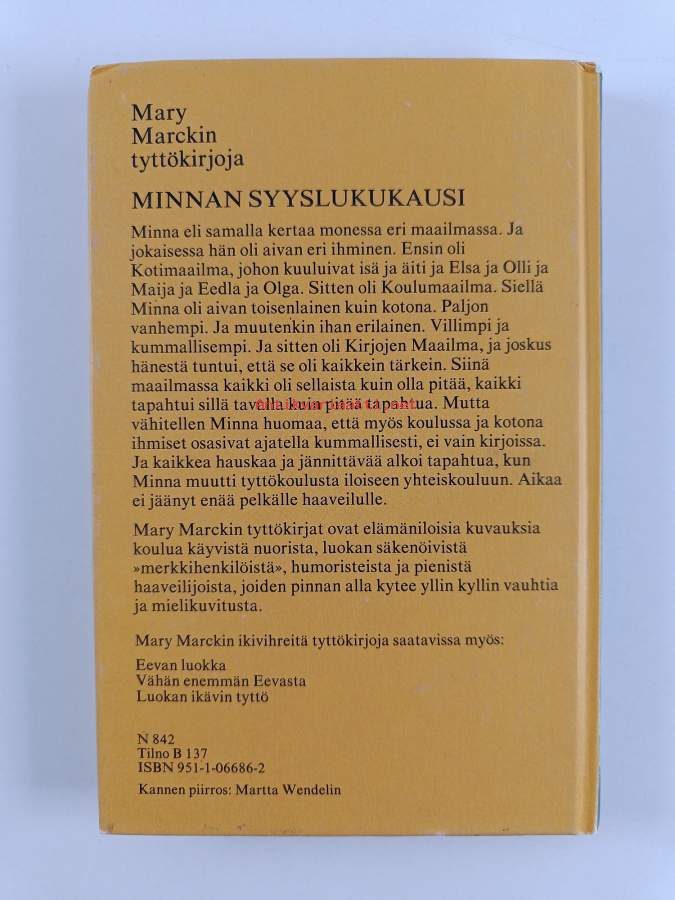 Mary
Marckin
tyttökirjoja
MINNAN SYYSLUKUKAUSI
Minna eli samalla kertaa monessa eri maailmassa. Ja
jokaisessa hän oli aivan eri ihminen. Ensin oli
Kotimaailma, johon kuuluivat isä ja äiti ja Elsa ja Olli ja
Maija ja Eedla ja Olga. Sitten oli Koulumaailma. Siellä
Minna oli aivan toisenlainen kuin kotona. Paljon
vanhempi. Ja muutenkin ihan erilainen. Villimpi ja
kummallisempi. Ja sitten oli Kirjojen Maailma, ja joskus
hänestä tuntui, että se oli kaikkein tärkein. Siinä
maailmassa kaikki oli sellaista kuin olla pitää, kaikki
tapahtui sillä tavalla kuin pitää tapahtua. Mutta
vähitellen Minna huomaa, että myös koulussa ja kotona
ihmiset osasivat ajatella kummallisesti, ei vain kirjoissa.
Ja kaikkea hauskaa ja jännittävää alkoi tapahtua, kun
Minna muutti tyttökoulusta iloiseen yhteiskouluun. Aikaa
ei jäänyt enää pelkälle haaveilulle.
Mary Marckin tyttökirjat ovat elämäniloisia kuvauksia
koulua käyvistä nuorista, luokan säkenöivistä
»merkkihenkilöistä», humoristeista ja pienistä
haaveilijoista, joiden pinnan alla kytee yllin kyllin vauhtia
ja mielikuvitusta.
Mary Marckin ikivihreitä tyttökirjoja saatavissa myös:
Eevan luokka
Vähän enemmän Eevasta
Luokan ikävin tyttö
N 842
Tilno B 137
ISBN 951-1-06686-2
Kannen piirros: Martta Wendelin